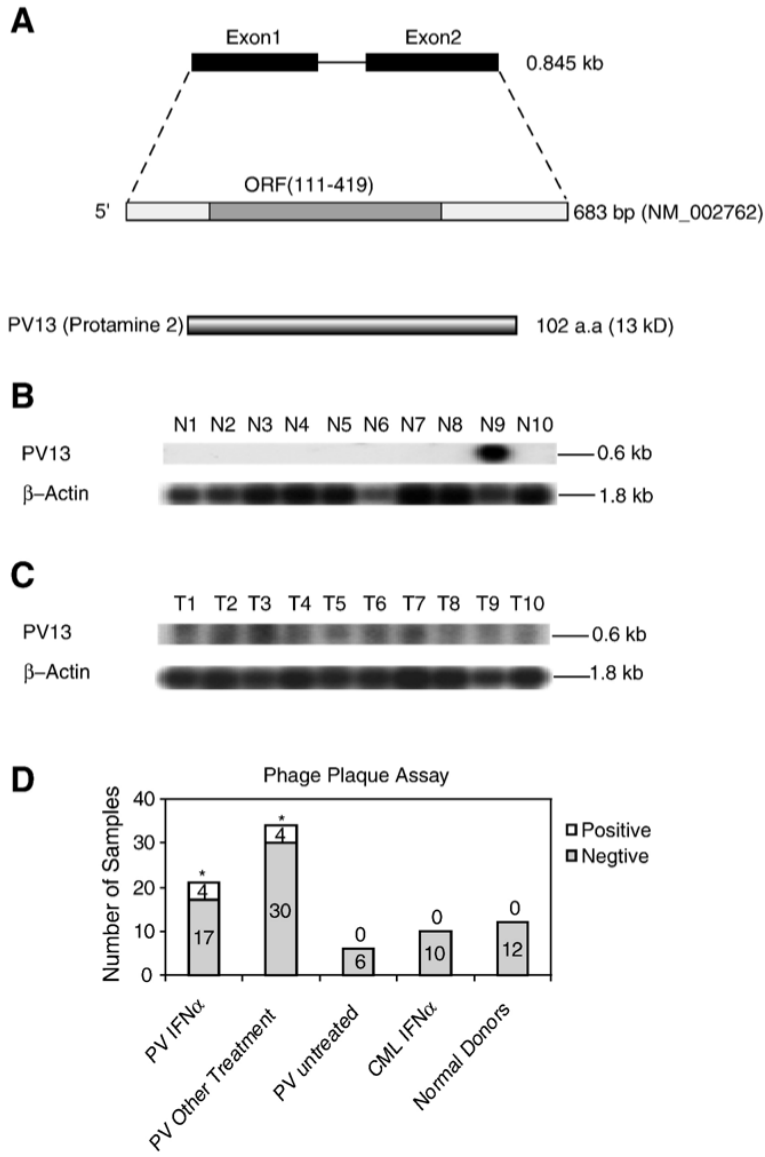 A
Exon1 Exon2
0.845 kb
ORF(111-419)
5' 683 bp (NM_002762)
PV13 (Protamine 2) 102 a.a (13 kD)
B
N1 N2 N3 N4 N5 N6 N7 N8 N9 N10
PV13 0.6 kb
β–Actin 1.8 kb
C
T1 T2 T3 T4 T5 T6 T7 T8 T9 T10
PV13 0.6 kb
β–Actin 1.8 kb
D
Phage Plaque Assay
Number of Samples
40
30
20
10
0
* 4 17
* 4 30
0 6
0 10
0 12
Positive
Negtive
PV IFNα
PV Other Treatment
PV untreated
CML IFNα
Normal Donors